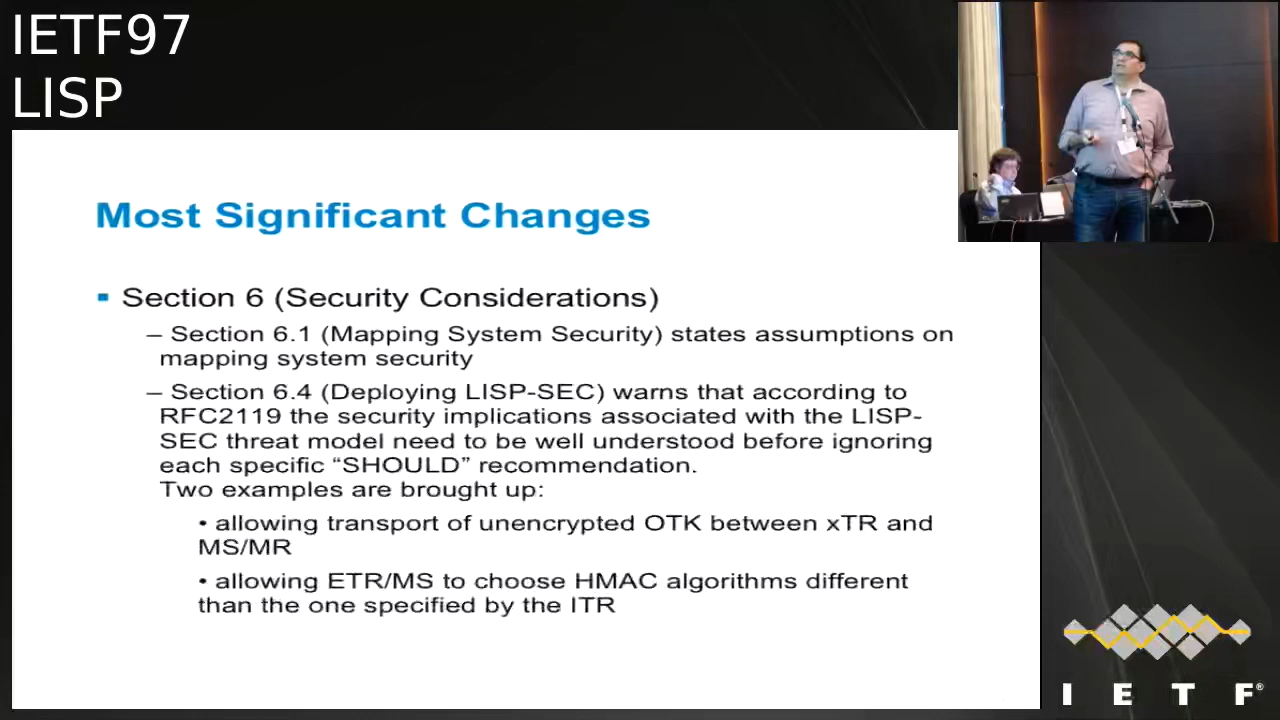 IETF97
LISP
Most Significant Changes
▪ Section 6 (Security Considerations)
– Section 6.1 (Mapping System Security) states assumptions on
mapping system security
– Section 6.4 (Deploying LISP-SEC) warns that according to
RFC2119 the security implications associated with the LISP-
SEC threat model need to be well understood before ignoring
each specific “SHOULD” recommendation.
Two examples are brought up:
• allowing transport of unencrypted OTK between xTR and
MS/MR
• allowing ETR/MS to choose HMAC algorithms different
than the one specified by the ITR
I E T F®